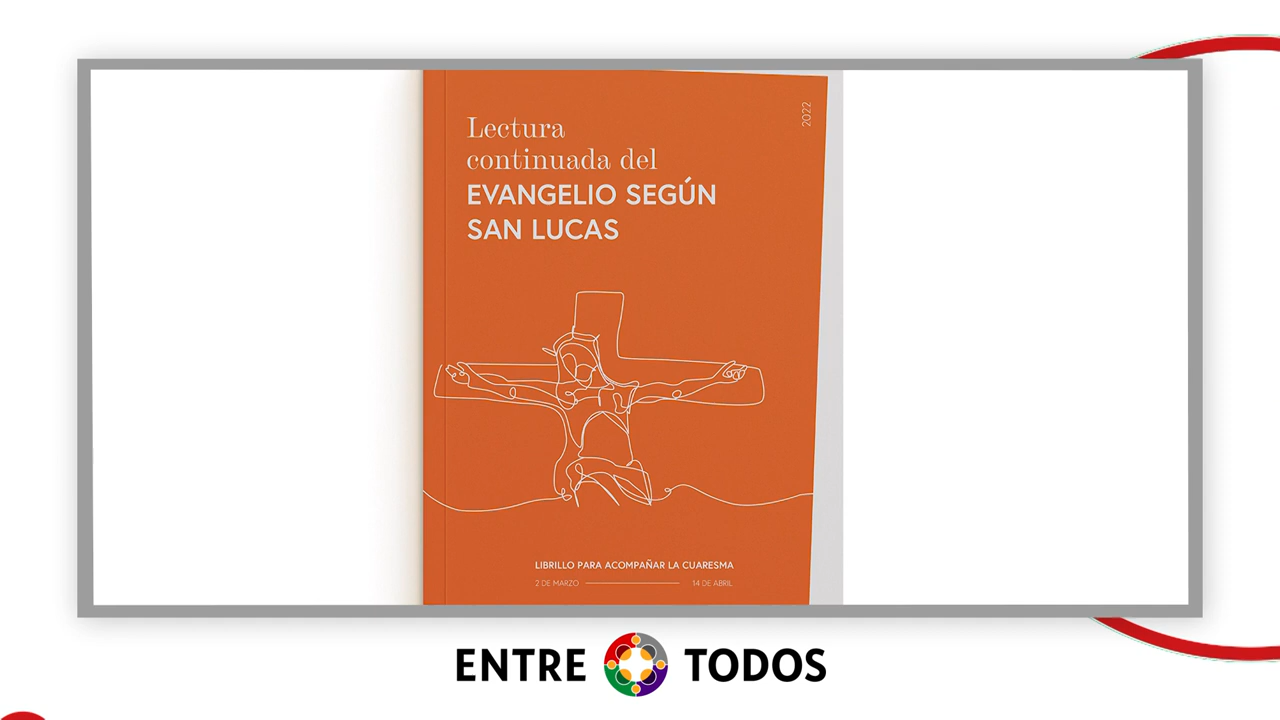 2022
Lectura
continuada del
EVANGELIO SEGÚN
SAN LUCAS
LIBRILLO PARA ACOMPAÑAR LA CUARESMA
2 DE MARZO 14 DE ABRIL
ENTRE TODOS